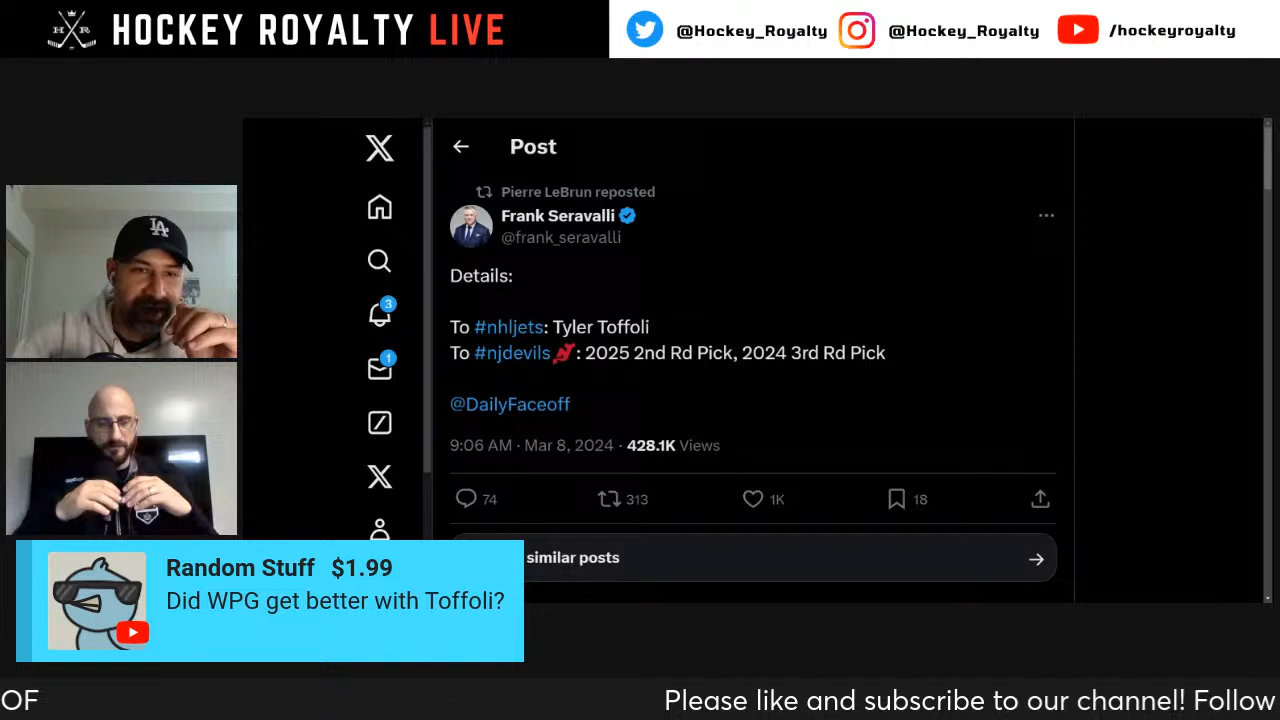 HOCKEY ROYALTY LIVE
H R
@Hockey_Royalty
@Hockey_Royalty
/hockeyroyalty
Post
Pierre LeBrun reposted
Frank Seravalli
@frank_seravalli
Details:
To #nhljets: Tyler Toffoli
To #njdevils: 2025 2nd Rd Pick, 2024 3rd Rd Pick
@DailyFaceoff
9:06 AM · Mar 8, 2024 · 428.1K Views
74 313 1K 18
similar posts
3
1
LA
Random Stuff $1.99
Did WPG get better with Toffoli?
OF
Please like and subscribe to our channel! Follow